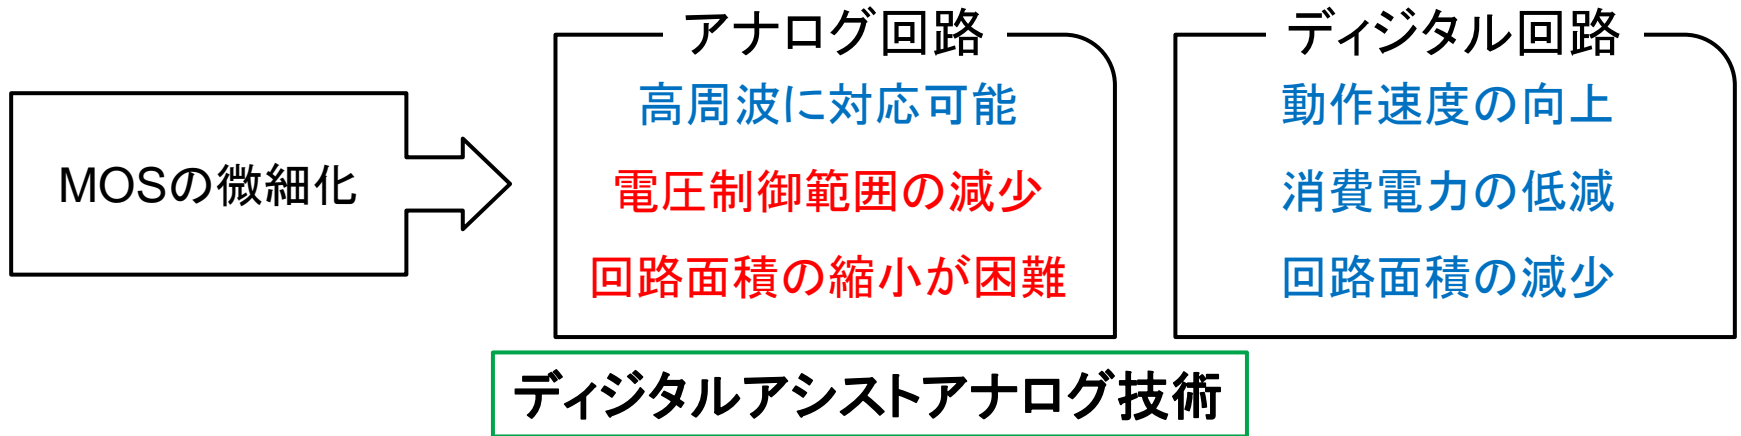 MOSの微細化
アナログ回路
高周波に対応可能
電圧制御範囲の減少
回路面積の縮小が困難
ディジタル回路
動作速度の向上
消費電力の低減
回路面積の減少
ディジタルアシストアナログ技術